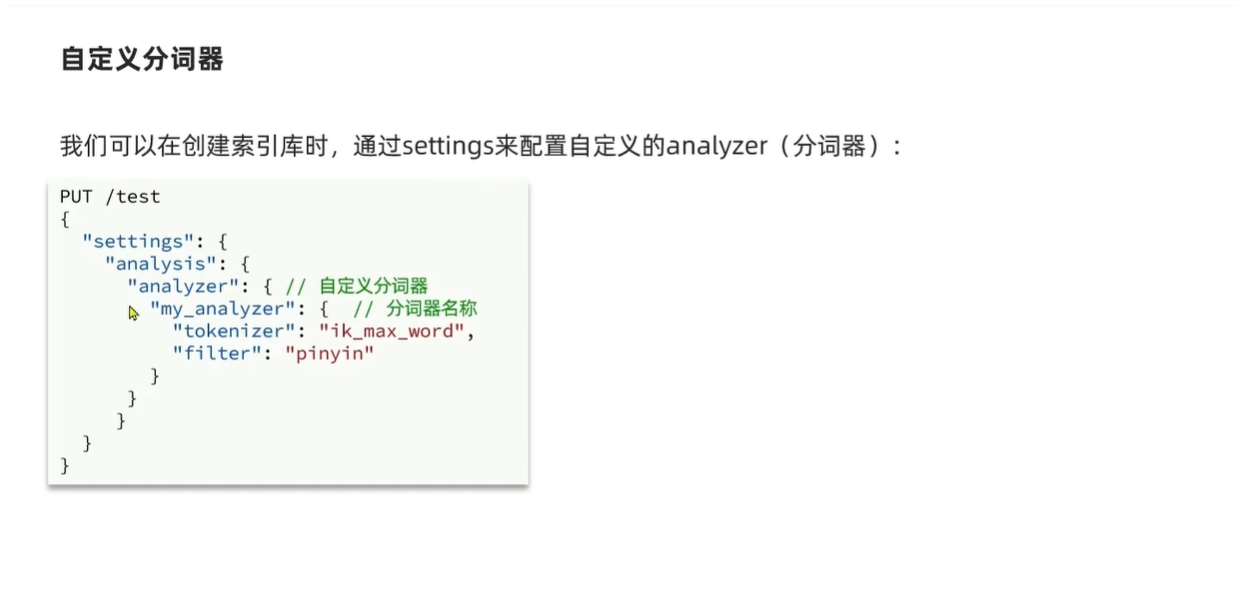 自定义分词器
我们可以在创建索引库时，通过settings来配置自定义的analyzer（分词器）：
PUT /test
{
  "settings": {
    "analysis": {
      "analyzer": { // 自定义分词器
        "my_analyzer": {  // 分词器名称
          "tokenizer": "ik_max_word",
          "filter": "pinyin"
        }
      }
     }
  }
}